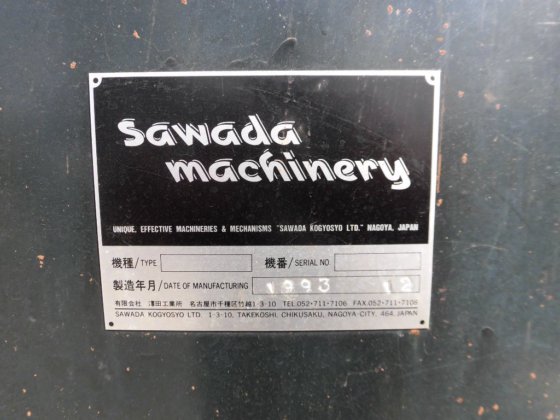 Sawada
machinery
UNIQUE, EFFECTIVE MACHINERIES & MECHANISMS "SAWADA KOGYOSYO LTD." NAGOYA, JAPAN
機種/TYPE 機番/SERIAL NO
製造年月/DATE OF MANUFACTURING 1993 12
有限会社 澤田工業所 名古屋市千種区竹越1-3-10 TEL.052-711-7106 FAX.052-711-7106
SAWADA KOGYOSYO LTD. 1-3-10, TAKEKOSHI, CHIKUSAKU, NAGOYA-CITY, 464, JAPAN